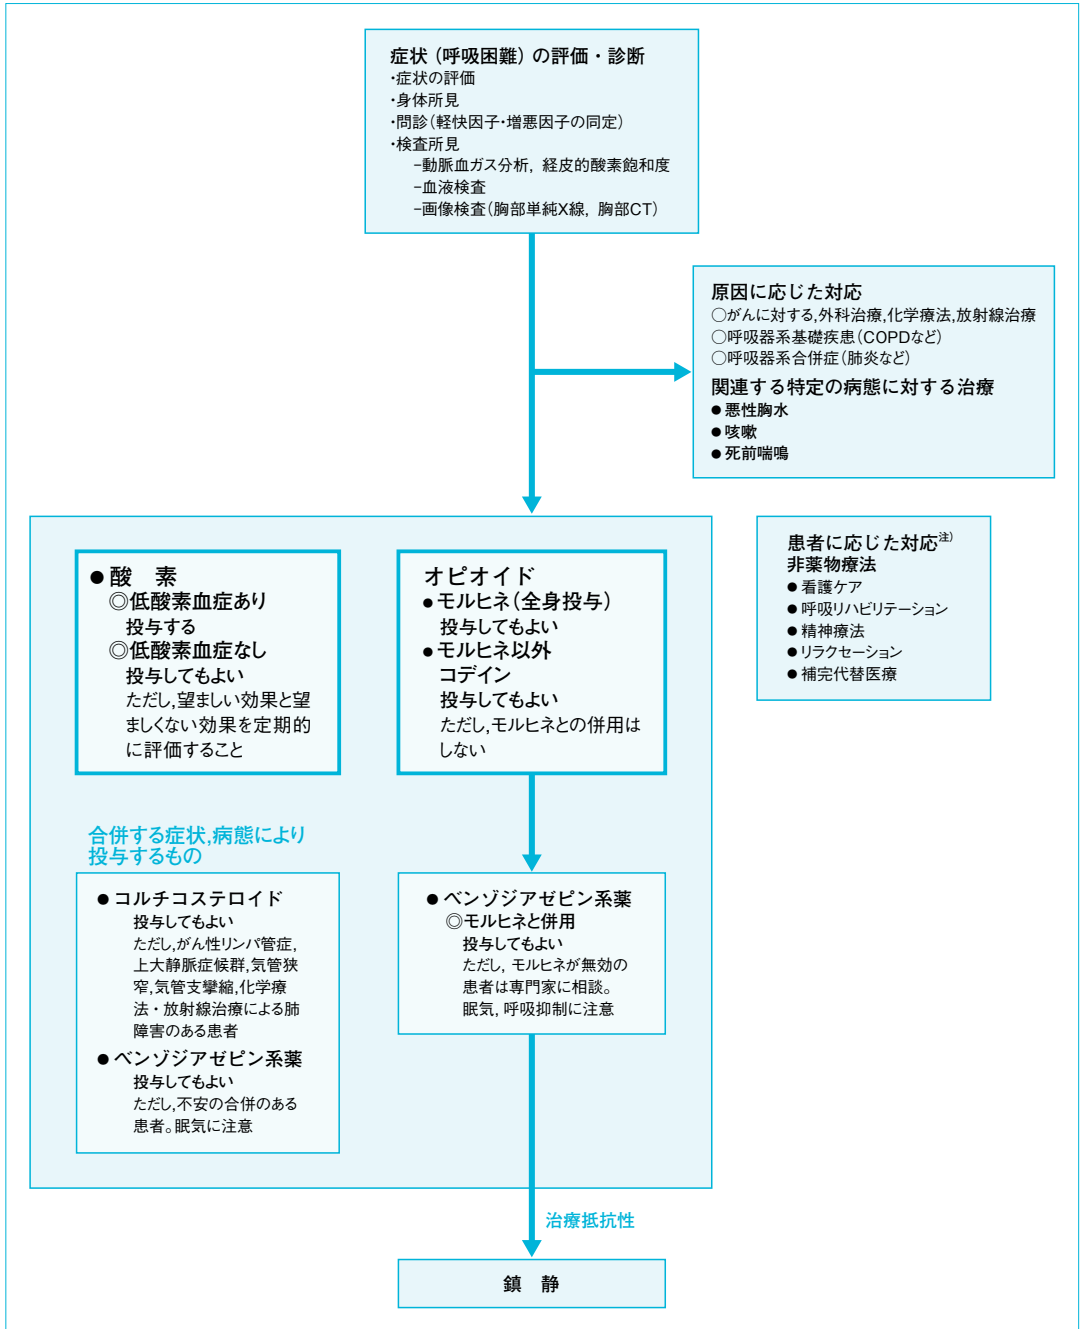 症状（呼吸困難）の評価・診断
・症状の評価
・身体所見
・問診（軽快因子・増悪因子の同定）
・検査所見
−動脈血ガス分析，経皮的酸素飽和度
−血液検査
−画像検査（胸部単純X線，胸部CT）
原因に応じた対応
○がんに対する,外科治療,化学療法,放射線治療
○呼吸器系基礎疾患（COPDなど）
○呼吸器系合併症（肺炎など）
関連する特定の病態に対する治療
●悪性胸水
●咳嗽
●死前喘鳴
患者に応じた対応注）
非薬物療法
●看護ケア
●呼吸リハビリテーション
●精神療法
●リラクセーション
●補完代替医療
●酸　素
◎低酸素血症あり
投与する
◎低酸素血症なし
投与してもよい
ただし,望ましい効果と望
ましくない効果を定期的
に評価すること
オピオイド
●モルヒネ（全身投与）
投与してもよい
●モルヒネ以外
コデイン
投与してもよい
ただし,モルヒネとの併用は
しない
合併する症状,病態により
投与するもの
●コルチコステロイド
投与してもよい
ただし,がん性リンパ管症,
上大静脈症候群,気管狭
窄,気管支攣縮,化学療
法・放射線治療による肺
障害のある患者
●ベンゾジアゼピン系薬
投与してもよい
ただし,不安の合併のある
患者。眠気に注意
●ベンゾジアゼピン系薬
◎モルヒネと併用
投与してもよい
ただし，モルヒネが無効の
患者は専門家に相談。
眠気，呼吸抑制に注意
治療抵抗性
鎮　静